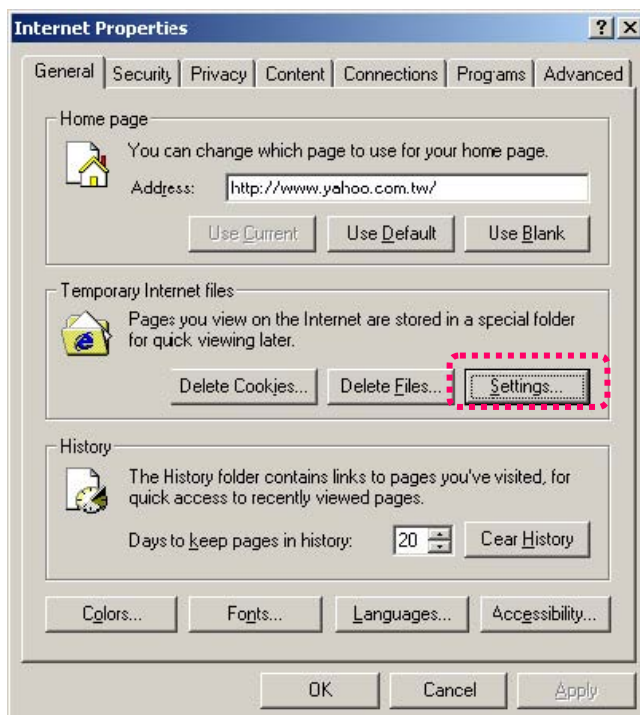 Internet Properties
General Security Privacy Content Connections Programs Advanced
Home page
You can change which page to use for your home page.
Address: http://www.yahoo.com.tw/
Use Current Use Default Use Blank
Temporary Internet files
Pages you view on the Internet are stored in a special folder
for quick viewing later.
Delete Cookies... Delete Files... Settings...
History
The History folder contains links to pages you've visited, for
quick access to recently viewed pages.
Days to keep pages in history: 20 Cear History
Colors... Fonts... Languages... Accessibility...
OK Cancel Apply